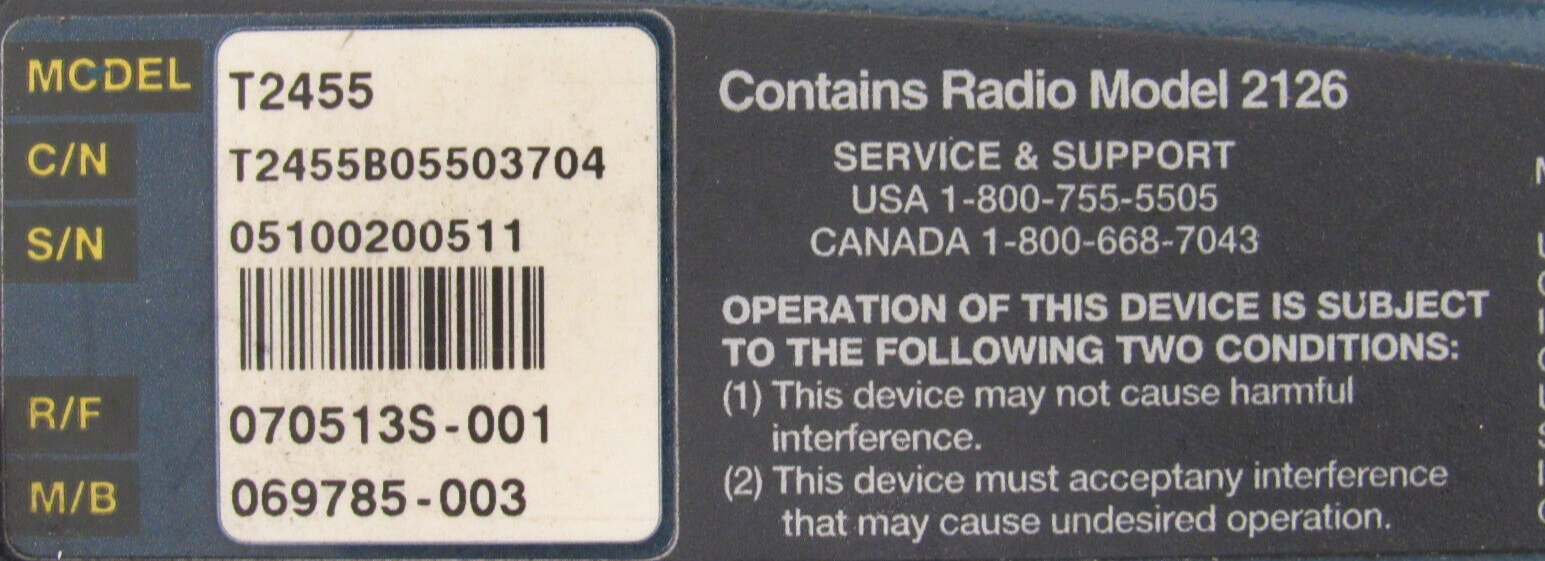 MODEL T2455
C/N T2455B05503704
S/N 05100200511
R/F 070513S-001
M/B 069785-003
Contains Radio Model 2126
SERVICE & SUPPORT
USA 1-800-755-5505
CANADA 1-800-668-7043
OPERATION OF THIS DEVICE IS SUBJECT
TO THE FOLLOWING TWO CONDITIONS:
(1) This device may not cause harmful
interference.
(2) This device must acceptany interference
that may cause undesired operation.